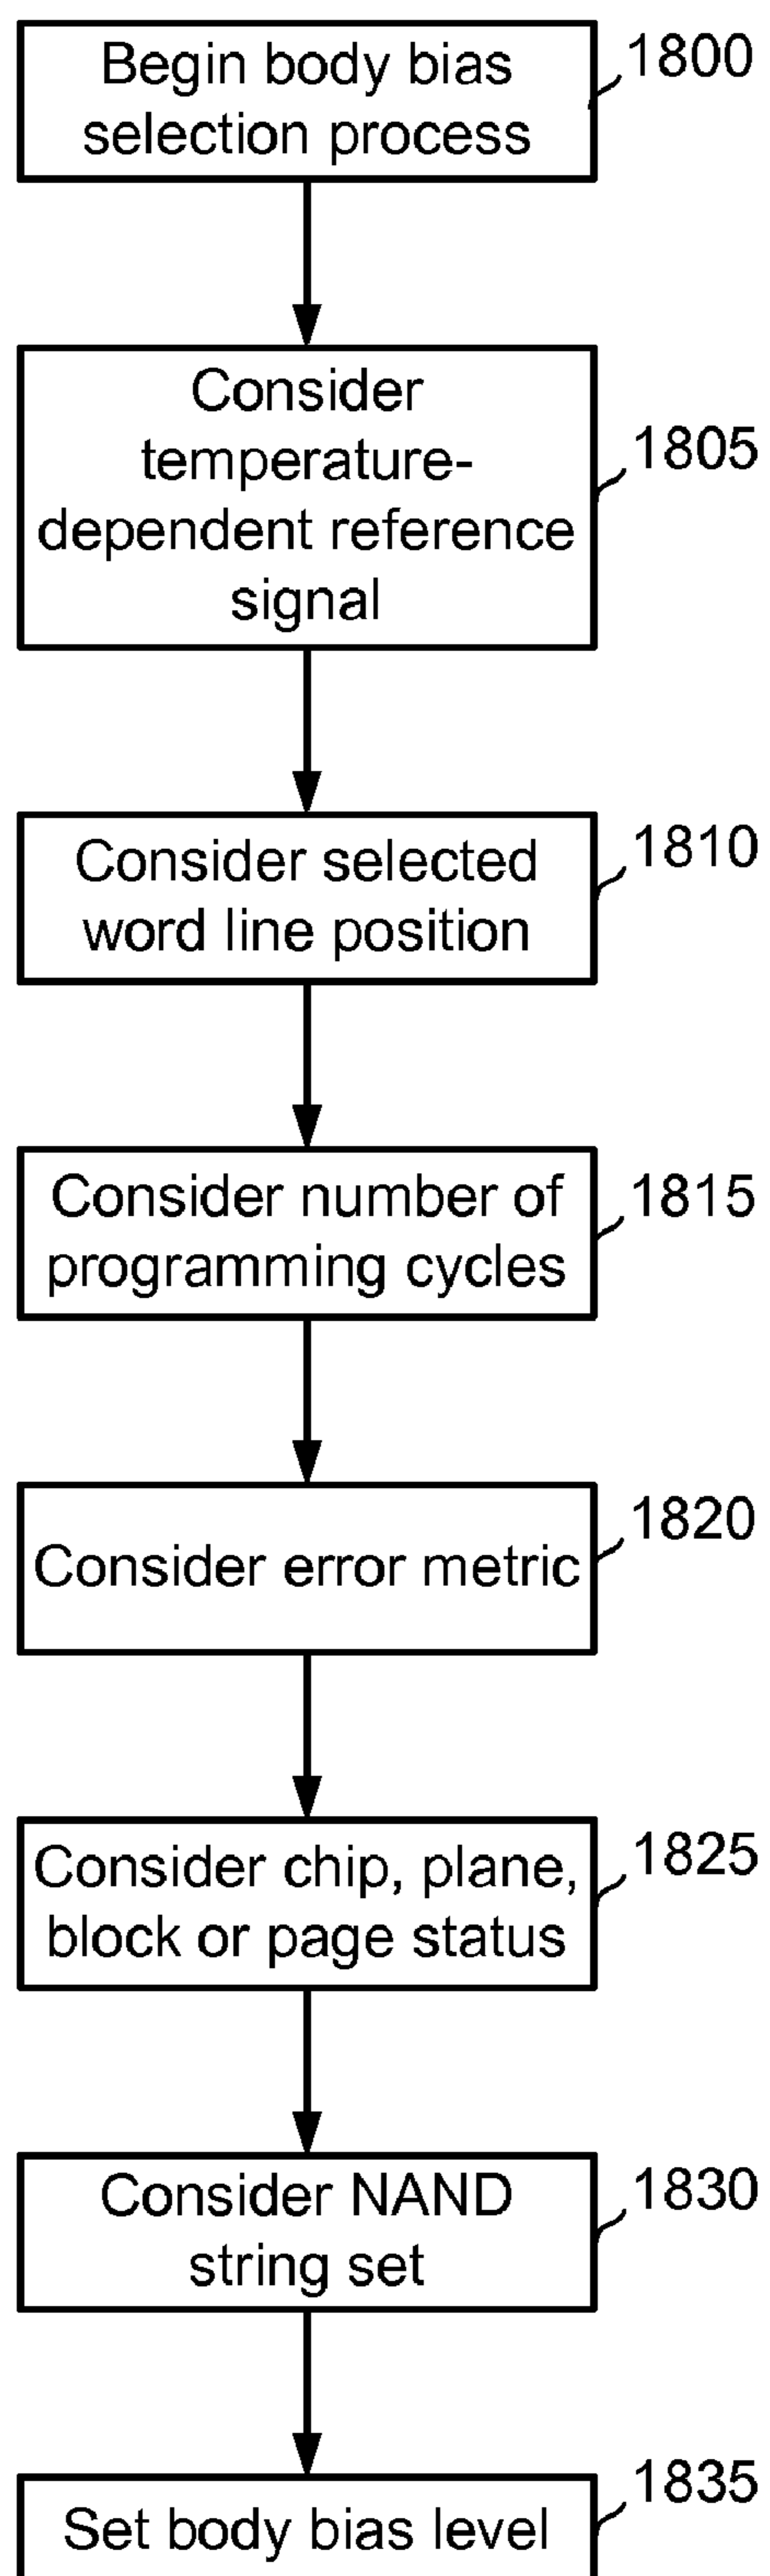 Begin body bias
selection process
1800
Consider
temperature-
dependent reference
signal
1805
Consider selected
word line position
1810
Consider number of
programming cycles
1815
Consider error metric
1820
Consider chip, plane,
block or page status
1825
Consider NAND
string set
1830
Set body bias level
1835